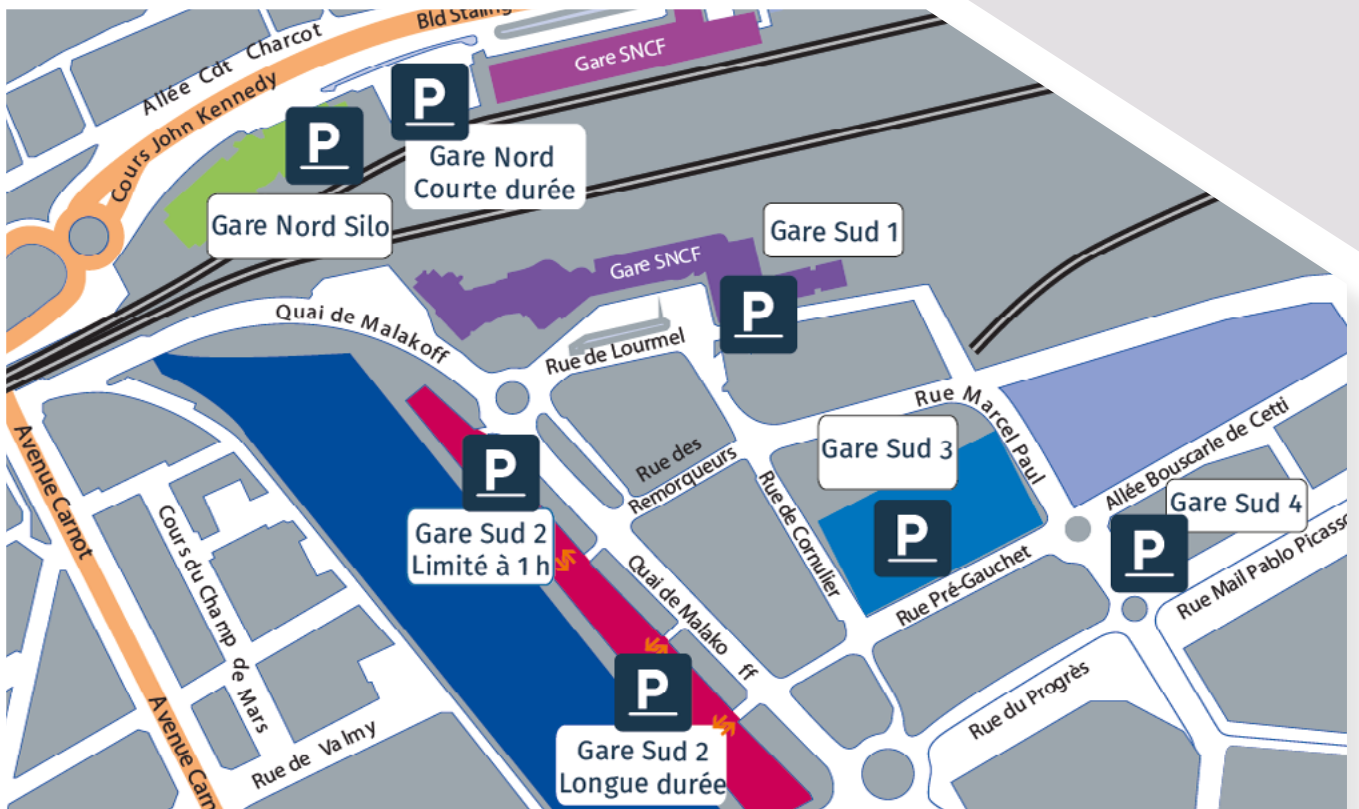 Bld Staling
Gare SNCF
Allée Cdt Charcot
Cours John Kennedy
P
P
Gare Nord
Courte durée
Gare Nord Silo
Gare Sud 1
Gare SNCF
P
Quai de Malakoff
Rue de Lourmel
Rue Marcel Paul
Gare Sud 3
Allée Bouscarle de Cetti
Avenue Carnot
P
Rue des
Remorqueurs
Rue de Cornulier
Gare Sud 4
P
P
Gare Sud 2
Limité à 1 h
Cours du Champ de Mars
Quai de Malako ff
Rue Pré-Gauchet
Rue Mail Pablo Picasso
P
Rue du Progrès
Avenue Carn
Rue de Valmy
Gare Sud 2
Longue durée